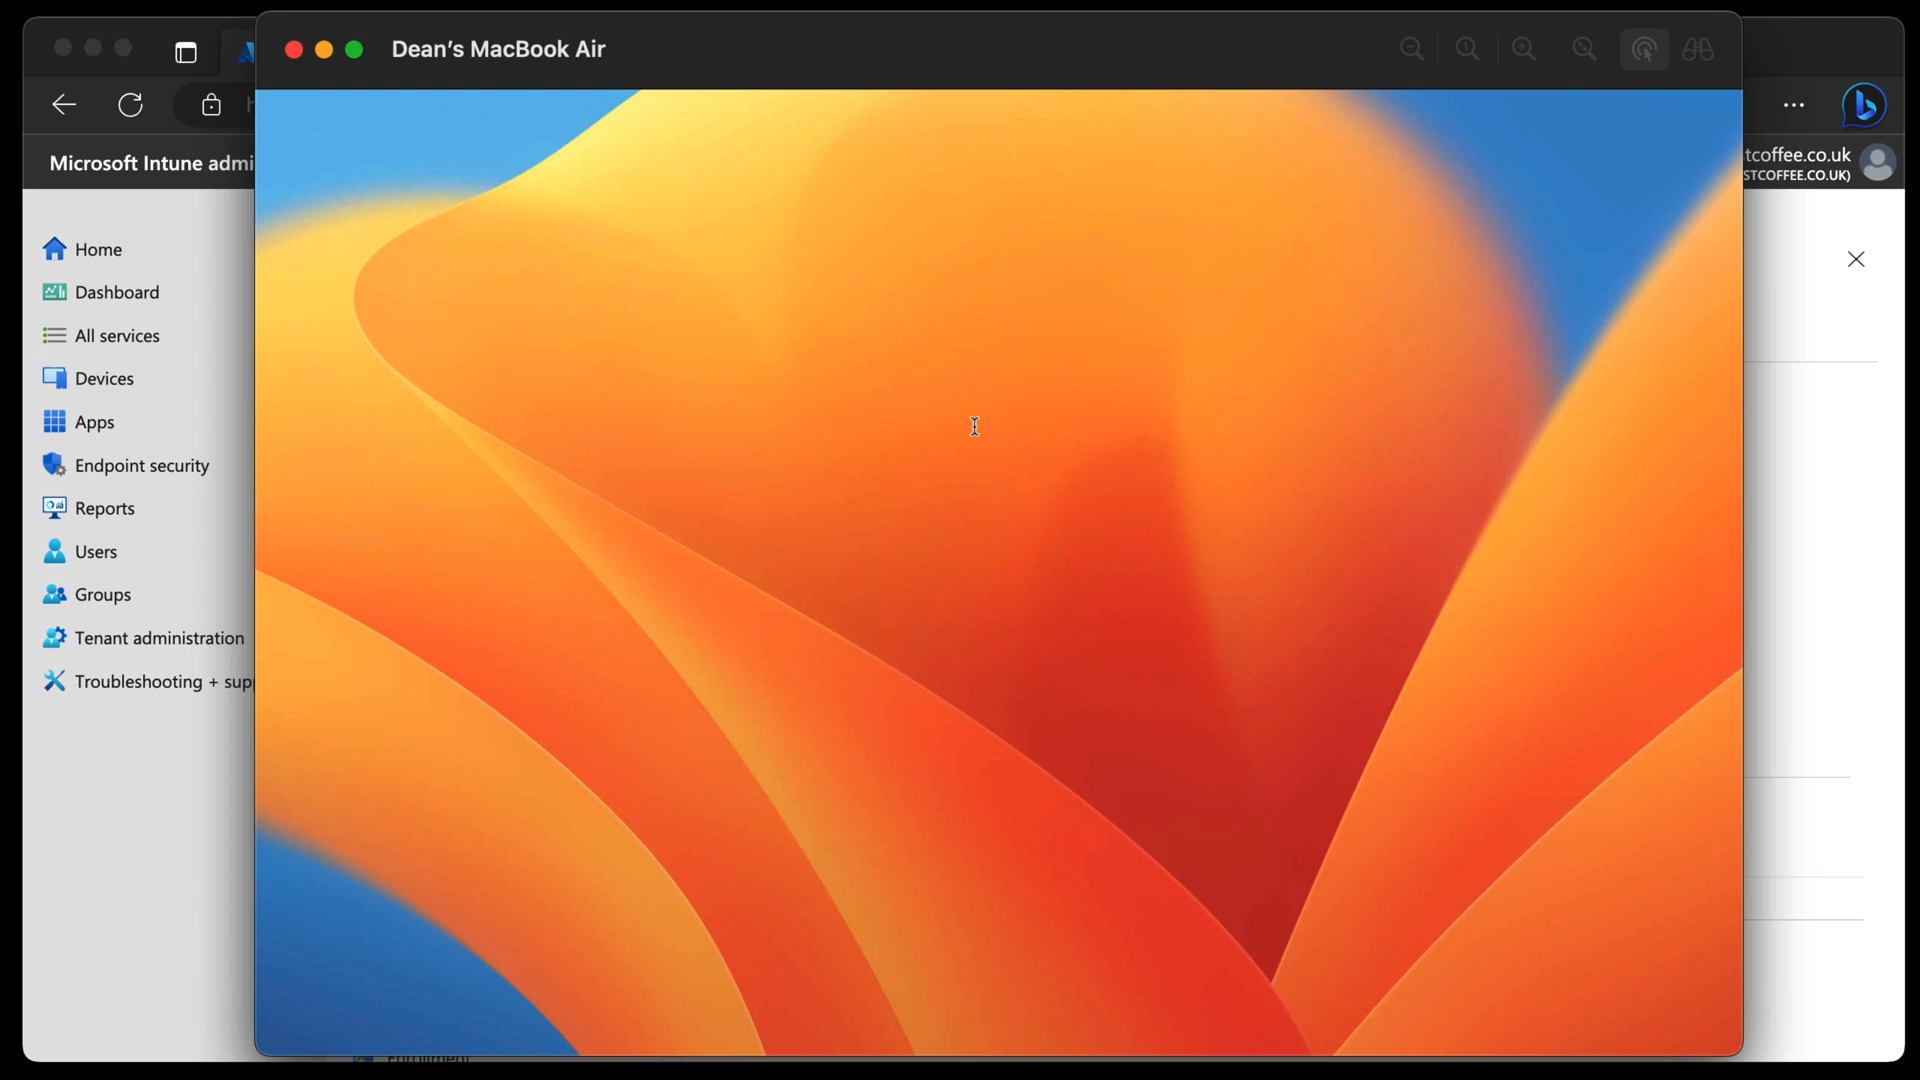 Dean's MacBook Air
Microsoft Intune admi
tcoffee.co.uk
STCOFFEE.CO.UK)
Home
Dashboard
All services
Devices
Apps
Endpoint security
Reports
Users
Groups
Tenant administration
Troubleshooting + sup
Enrollment